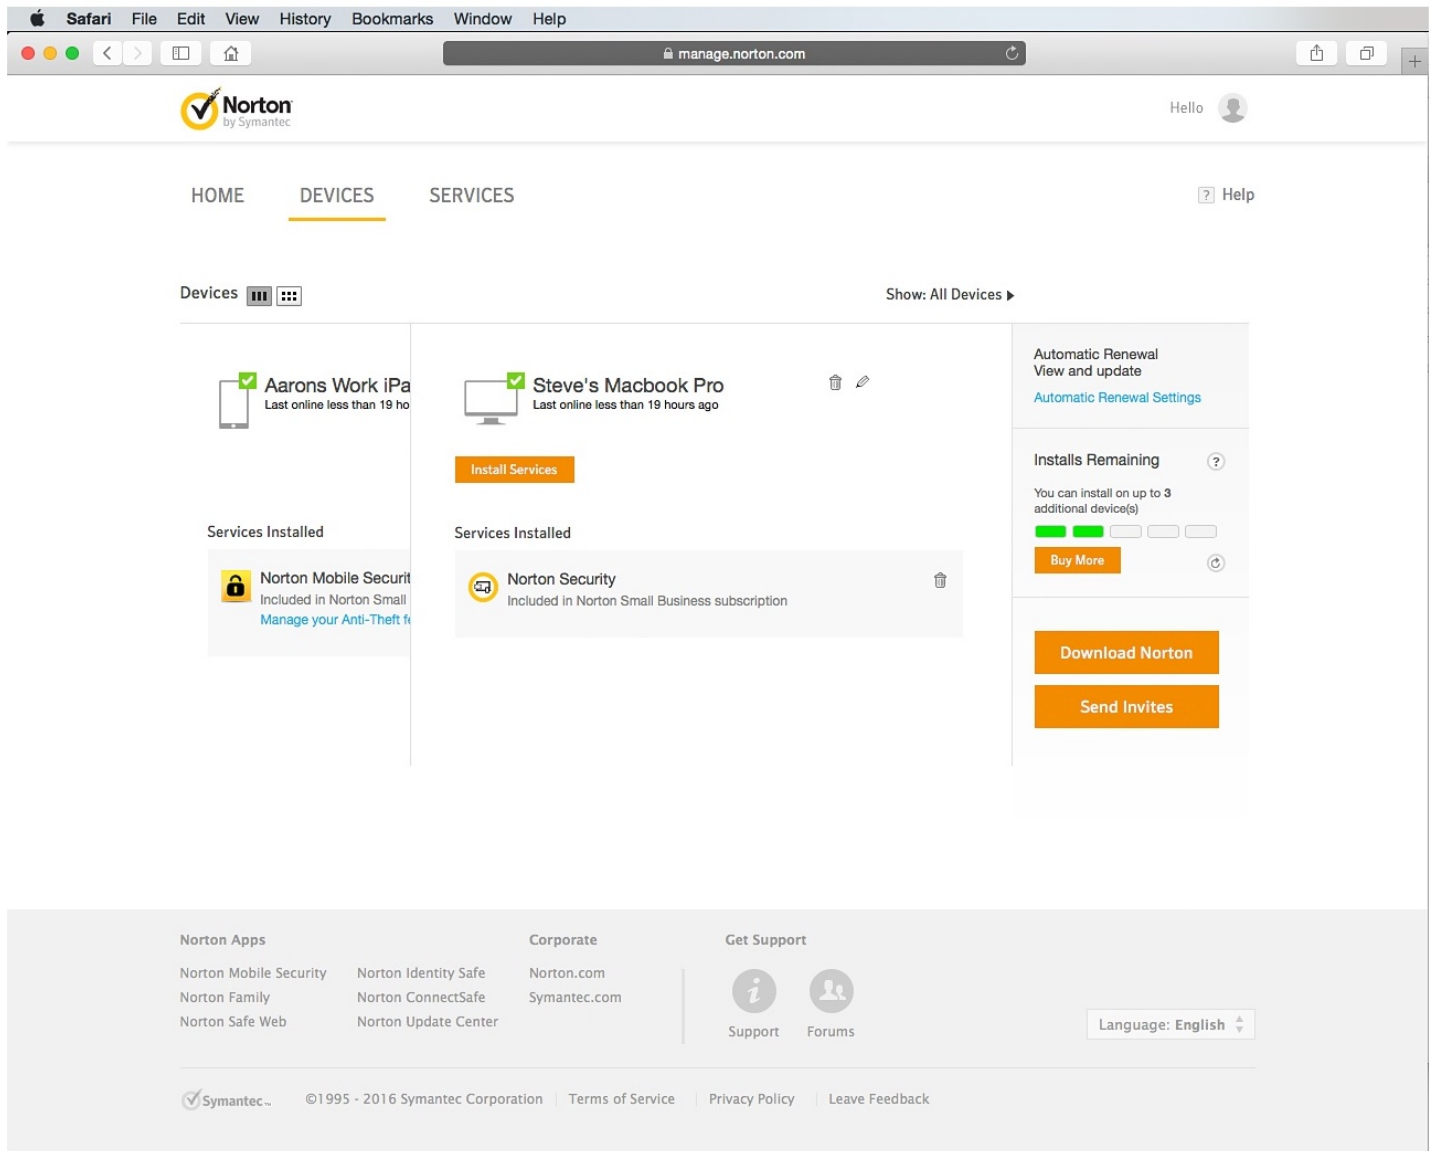 Safari File Edit View History Bookmarks Window Help
manage.norton.com
Norton
by Symantec
Hello
HOME DEVICES SERVICES
? Help
Devices
Show: All Devices
Aarons Work iPa
Last online less than 19 ho
Services Installed
Norton Mobile Securit
Included in Norton Small
Manage your Anti-Theft fe
Steve's Macbook Pro
Last online less than 19 hours ago
Install Services
Services Installed
Norton Security
Included in Norton Small Business subscription
Automatic Renewal
View and update
Automatic Renewal Settings
Installs Remaining ?
You can install on up to 3
additional device(s)
Buy More
Download Norton
Send Invites
Norton Apps
Norton Mobile Security
Norton Family
Norton Safe Web
Norton Identity Safe
Norton ConnectSafe
Norton Update Center
Corporate
Norton.com
Symantec.com
Get Support
Support
Forums
Language: English
Symantec™
©1995 - 2016 Symantec Corporation | Terms of Service | Privacy Policy | Leave Feedback